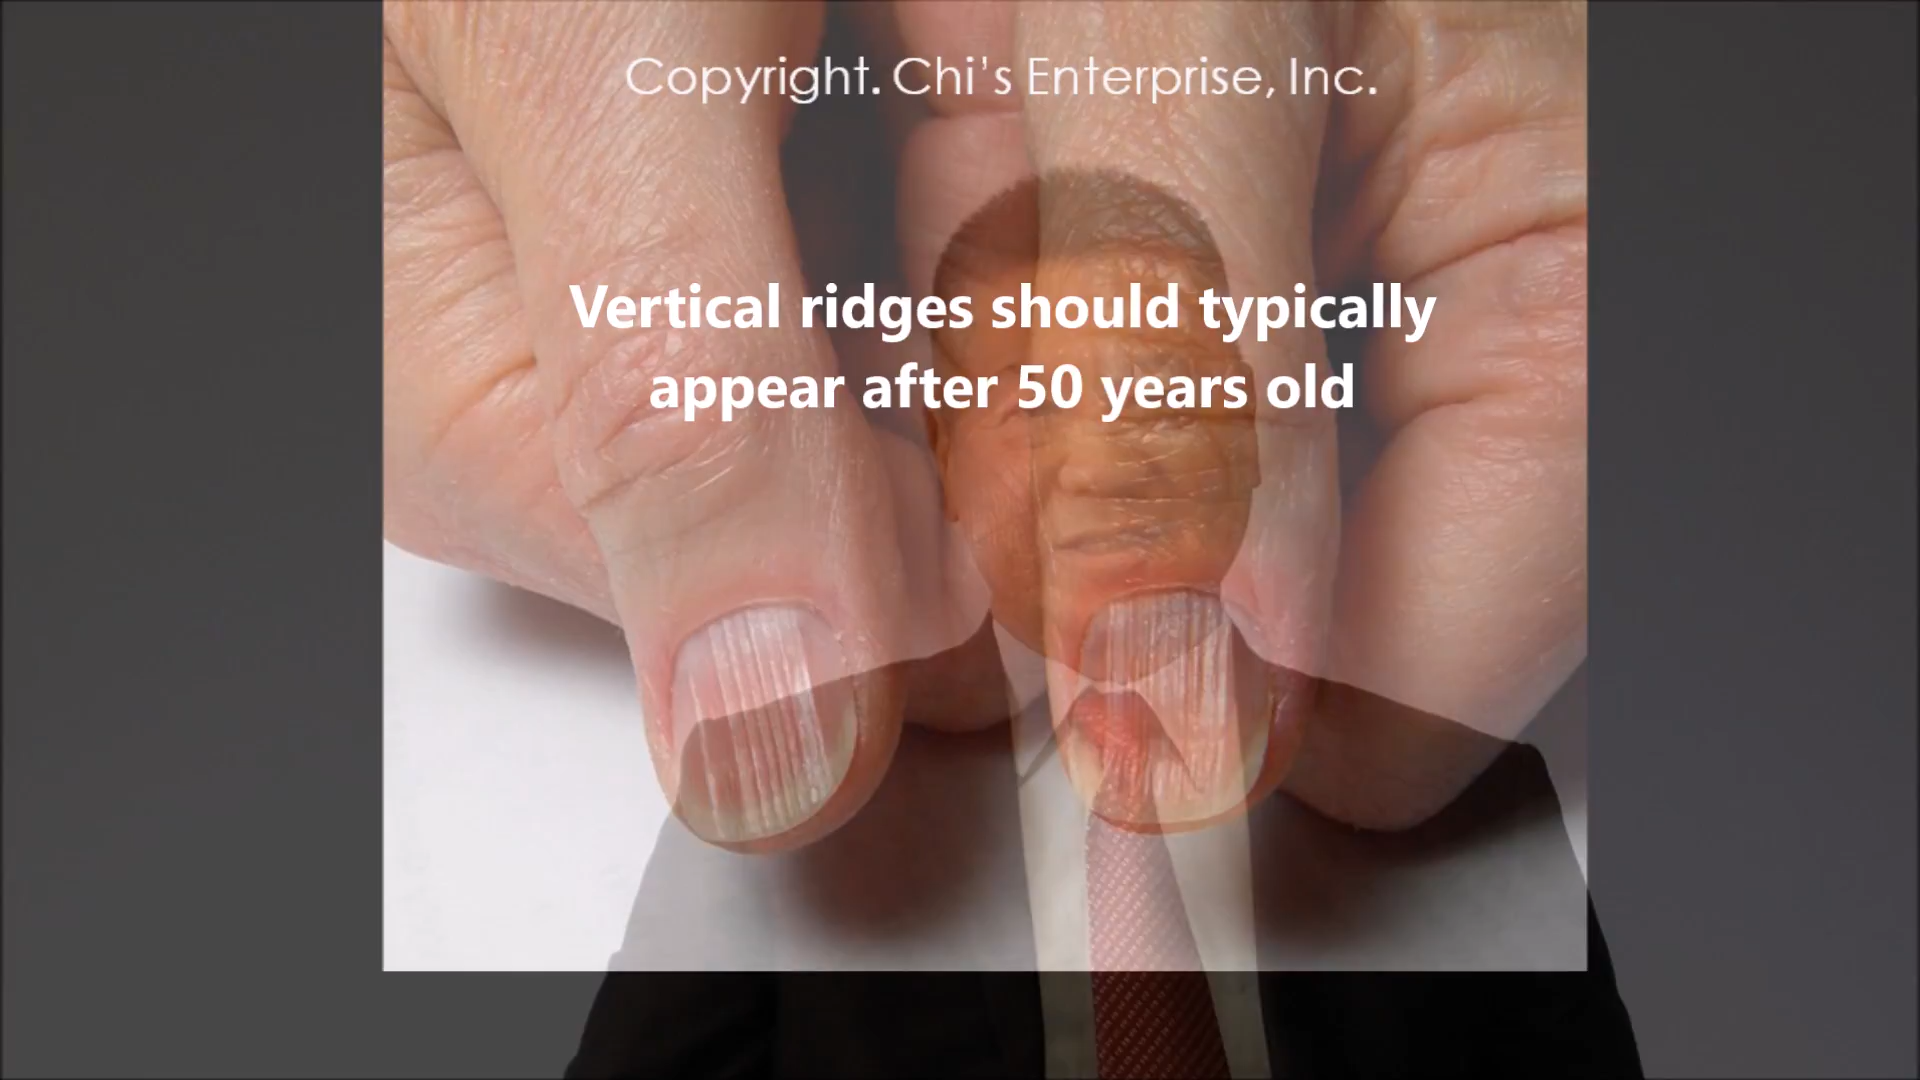 Copyright. Chi's Enterprise, Inc.
Vertical ridges should typically
appear after 50 years old